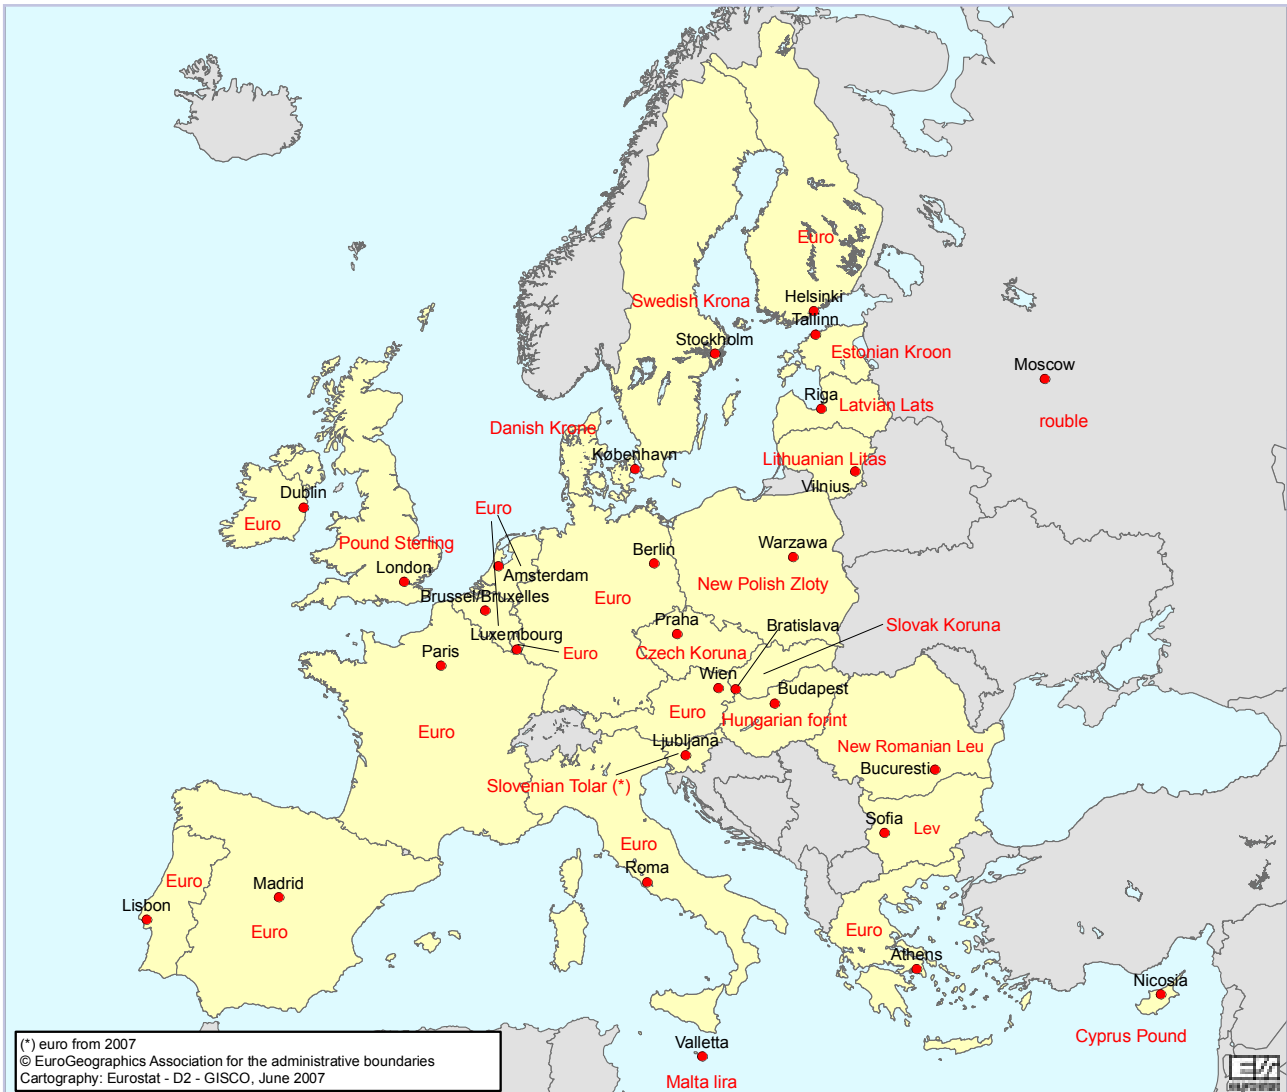 Euro
Helsinki
Swedish Krona
Tallinn
Stockholm
Estonian Kroon
Moscow
Riga
Latvian Lats
rouble
Danish Krone
København
Lithuanian Litas
Vilnius
Dublin
Euro
Euro
Pound Sterling
London
Amsterdam
Berlin
Warzawa
New Polish Zloty
Brussel/Bruxelles
Euro
Praha
Bratislava
Slovak Koruna
Luxembourg
Euro
Czech Koruna
Paris
Wien
Budapest
Euro
Hungarian forint
Euro
Ljubljana
New Romanian Leu
Bucuresti
Slovenian Tolar (*)
Sofia
Lev
Euro
Roma
Euro
Madrid
Lisbon
Euro
Euro
Athens
Nicosia
Cyprus Pound
Valletta
Malta lira
(*) euro from 2007
© EuroGeographics Association for the administrative boundaries
Cartography: Eurostat - D2 - GISCO, June 2007